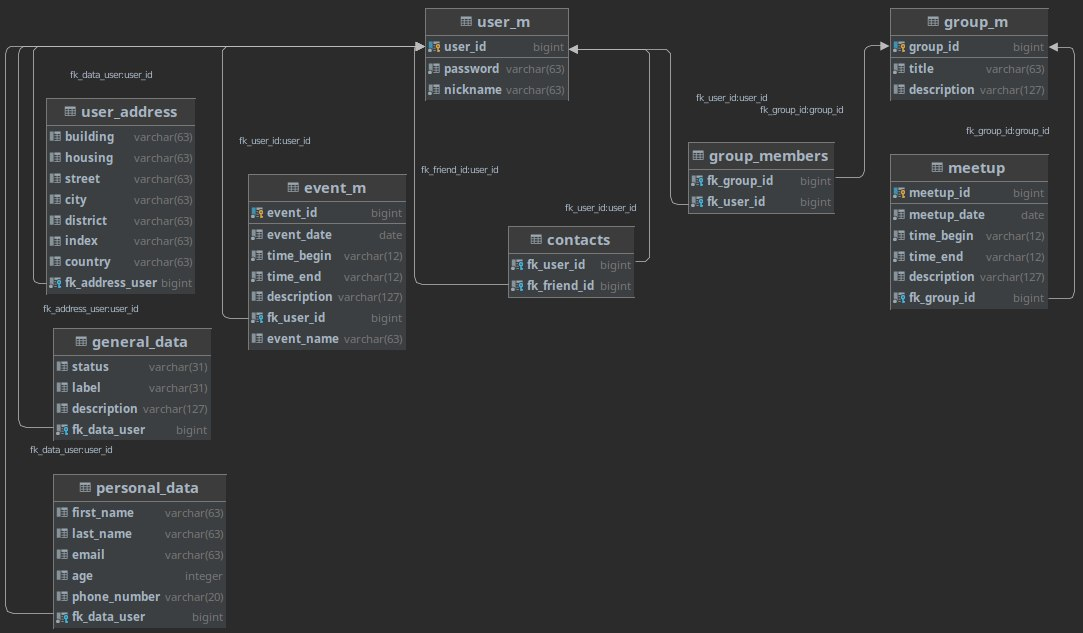 user_m
user_id bigint
password varchar(63)
nickname varchar(63)
group_m
group_id bigint
title varchar(63)
description varchar(127)
fk_data_user:user_id
user_address
building varchar(63)
housing varchar(63)
street varchar(63)
city varchar(63)
district varchar(63)
index varchar(63)
country varchar(63)
fk_address_user bigint
fk_user_id:user_id
event_m
event_id bigint
event_date date
time_begin varchar(12)
time_end varchar(12)
description varchar(127)
fk_user_id bigint
event_name varchar(63)
fk_friend_id:user_id
fk_user_id:user_id
contacts
fk_user_id bigint
fk_friend_id bigint
fk_user_id:user_id
fk_group_id:group_id
group_members
fk_group_id bigint
fk_user_id bigint
fk_group_id:group_id
meetup
meetup_id bigint
meetup_date date
time_begin varchar(12)
time_end varchar(12)
description varchar(127)
fk_group_id bigint
fk_address_user:user_id
general_data
status varchar(31)
label varchar(31)
description varchar(127)
fk_data_user bigint
fk_data_user:user_id
personal_data
first_name varchar(63)
last_name varchar(63)
email varchar(63)
age integer
phone_number varchar(20)
fk_data_user bigint